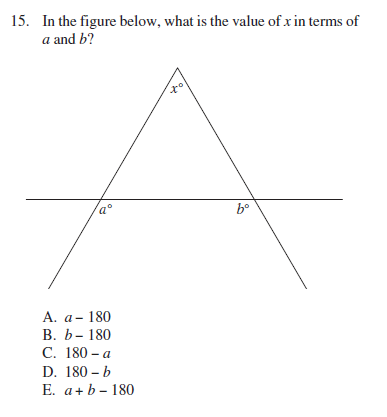 15. In the figure below, what is the value of x in terms of
a and b?
x°
a° b°
A. a – 180
B. b – 180
C. 180 – a
D. 180 – b
E. a + b – 180